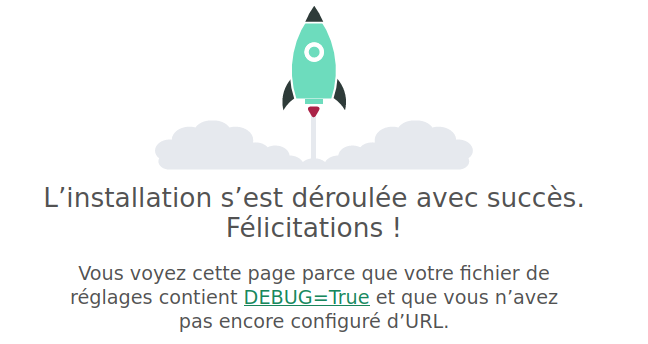 L’installation s’est déroulée avec succès.
Félicitations !
Vous voyez cette page parce que votre fichier de
réglages contient DEBUG=True et que vous n’avez
pas encore configuré d’URL.